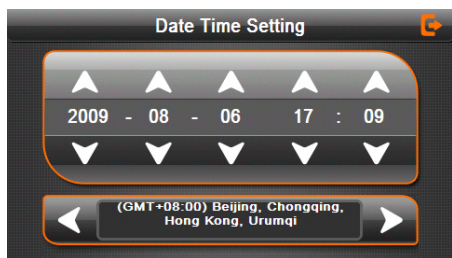 Date Time Setting
2009 - 08 - 06 17 : 09
(GMT+08:00) Beijing, Chongqing,
Hong Kong, Urumqi